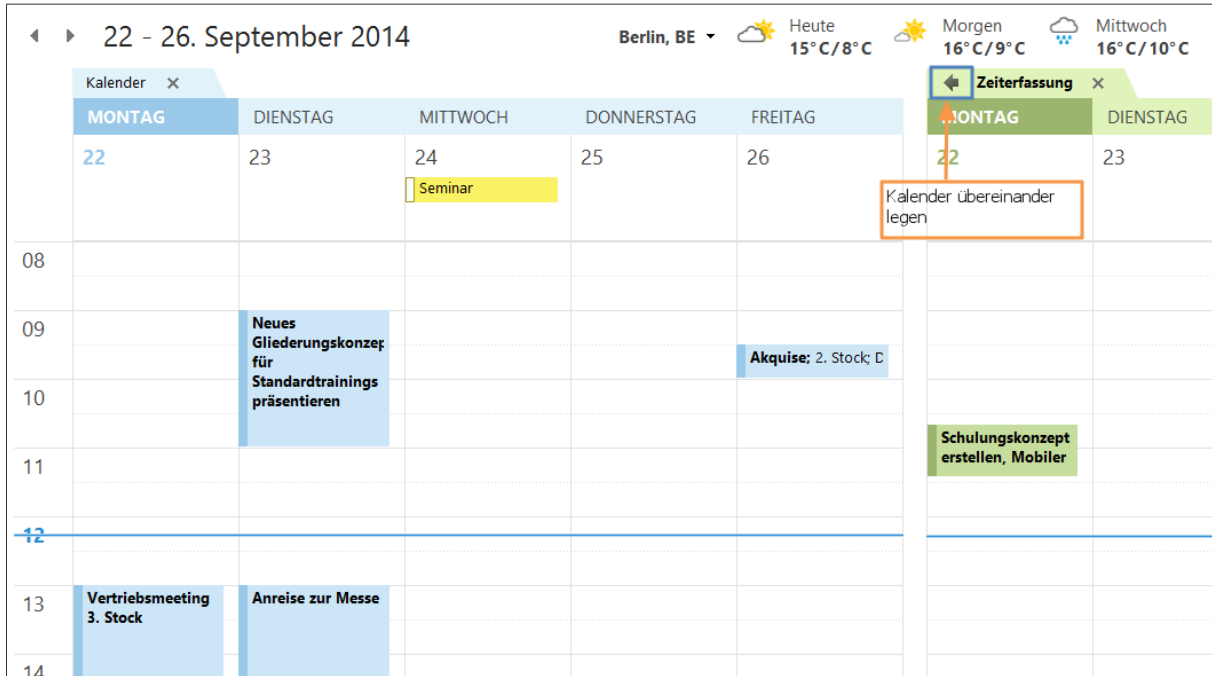 22 - 26. September 2014
Berlin, BE
Heute
15°C/8°C
Morgen
16°C/9°C
Mittwoch
16°C/10°C
Kalender
Zeiterfassung
MONTAG DIENSTAG MITTWOCH DONNERSTAG FREITAG MONTAG DIENSTAG
22 23 24 25 26 22 23
Seminar
Kalender übereinander
legen
08
09
Neues
Gliederungskonzep
für
Standardtrainings
präsentieren
Akquise; 2. Stock; D
10
Schulungskonzept
erstellen, Mobiler
11
12
13
Vertriebsmeeting
3. Stock
Anreise zur Messe
14